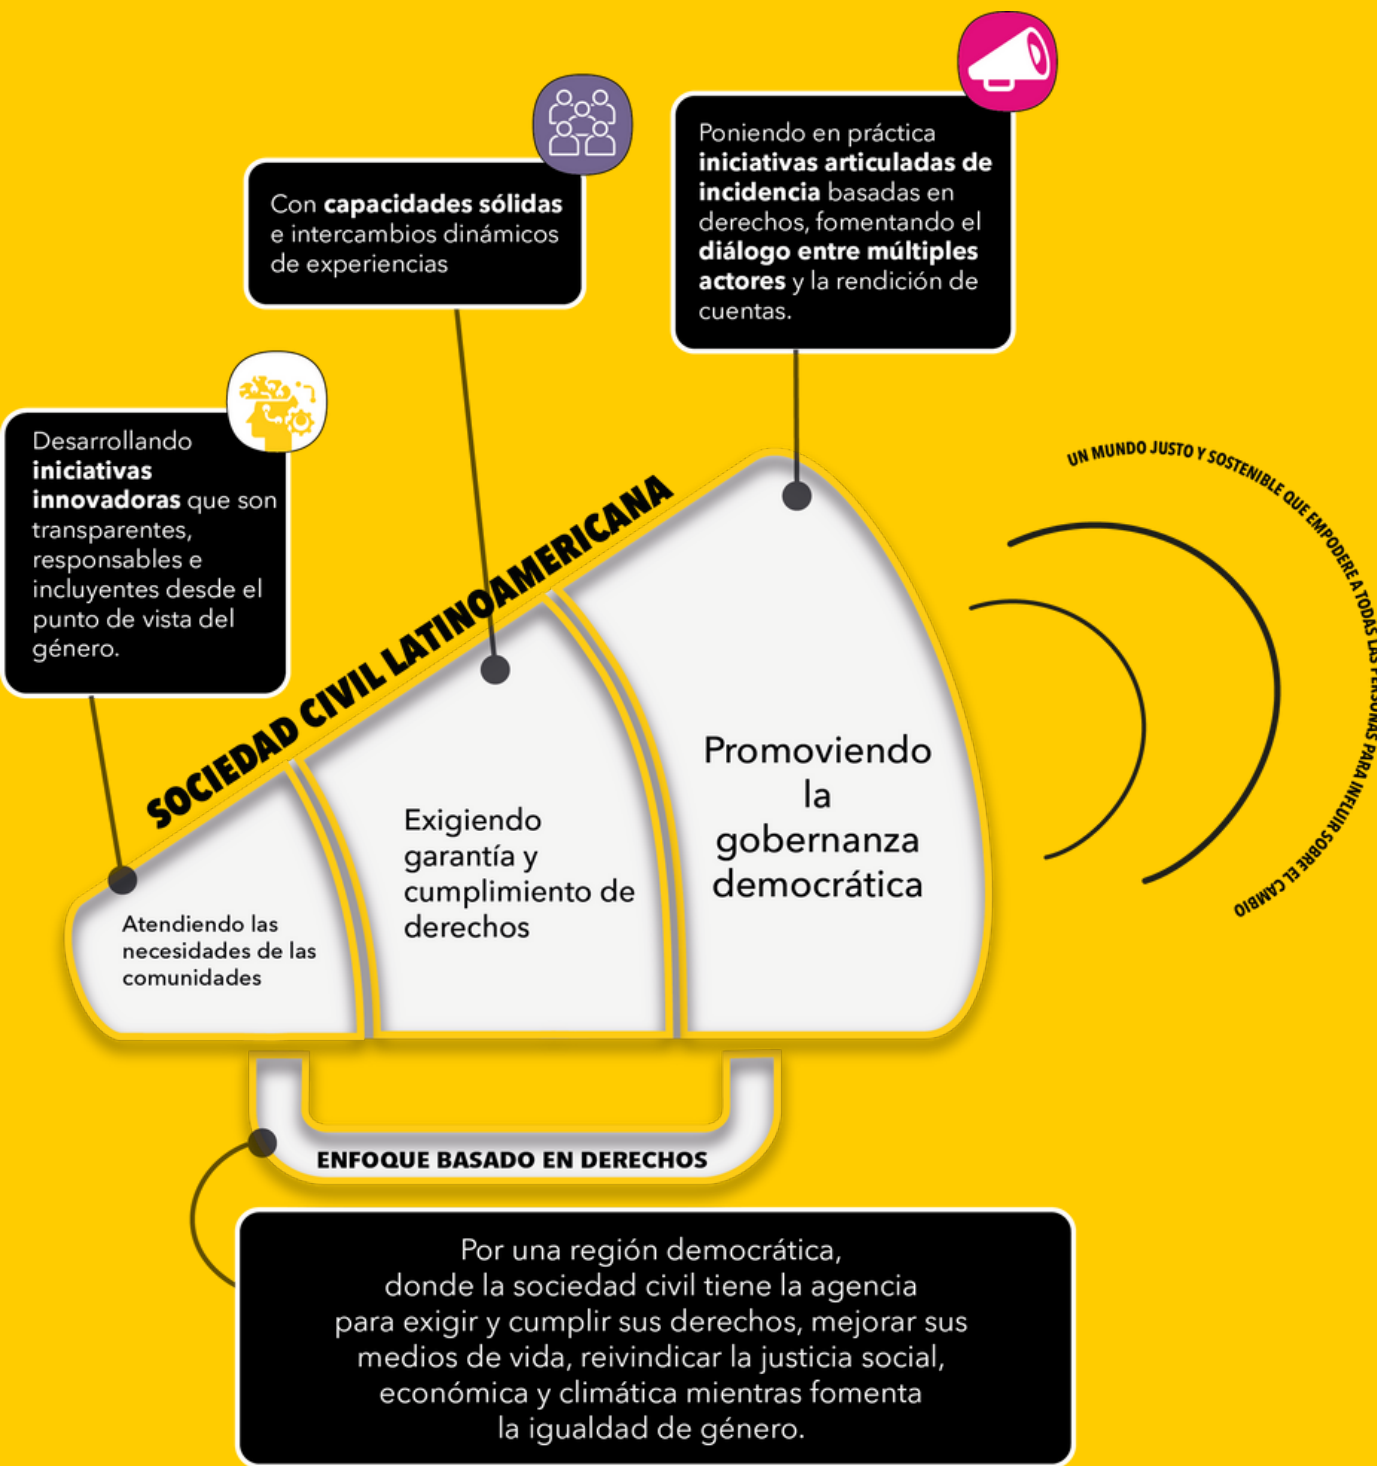 Poniendo en práctica
iniciativas articuladas de
incidencia basadas en
derechos, fomentando el
diálogo entre múltiples
actores y la rendición de
cuentas.
Con capacidades sólidas
e intercambios dinámicos
de experiencias
Desarrollando
iniciativas
innovadoras que son
transparentes,
responsables e
incluyentes desde el
punto de vista del
género.
SOCIEDAD CIVIL LATINOAMERICANA
UN MUNDO JUSTO Y SOSTENIBLE QUE EMPODERE A TODAS LAS PERSONAS PARA INFLUIR SOBRE EL CAMBIO
Atendiendo las
necesidades de las
comunidades
Exigiendo
garantía y
cumplimiento de
derechos
Promoviendo
la
gobernanza
democrática
ENFOQUE BASADO EN DERECHOS
Por una región democrática,
donde la sociedad civil tiene la agencia
para exigir y cumplir sus derechos, mejorar sus
medios de vida, reivindicar la justicia social,
económica y climática mientras fomenta
la igualdad de género.